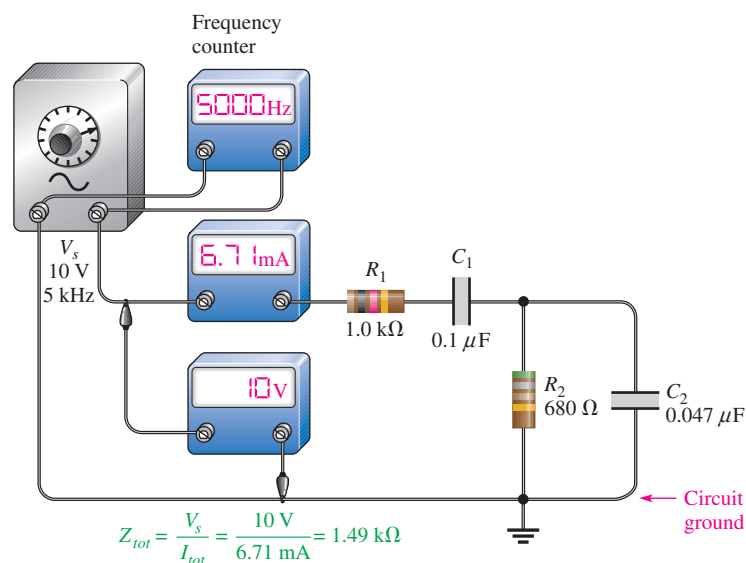 Frequency
counter
5000Hz
6.71mA
V_s
10 V
5 kHz
R_1
1.0 kΩ
C_1
0.1 μF
10V
R_2
680 Ω
C_2
0.047 μF
Circuit
ground
Z_tot = V_s / I_tot = 10 V / 6.71 mA = 1.49 kΩ